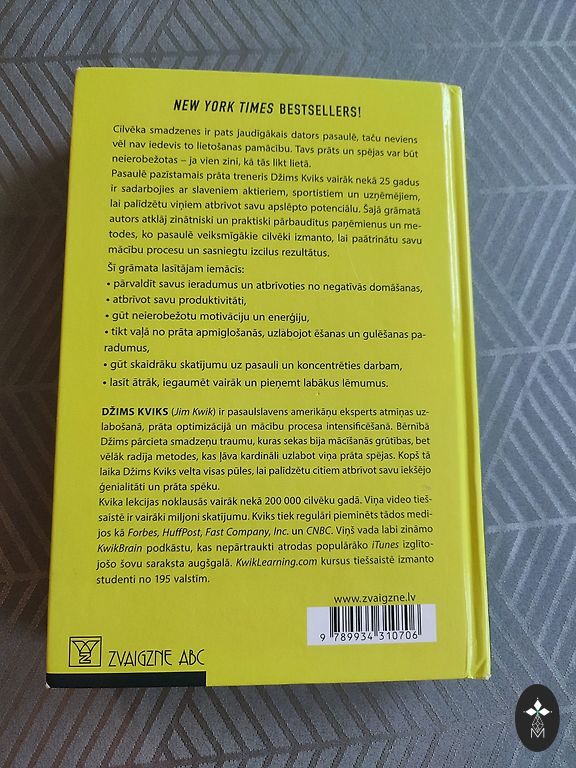 NEW YORK TIMES BESTSELLERS!
Cilvēka smadzenes ir pats jaudīgākais dators pasaulē, taču neviens
vēl nav iedevis to lietošanas pamācību. Tavs prāts un spējas var būt
neierobežotas – ja vien zini, kā tās likt lietā.
Pasaulē pazīstamais prāta treneris Džims Kviks vairāk nekā 25 gadus
ir sadarbojies ar slaveniem aktieriem, sportistiem un uzņēmējiem,
lai palīdzētu viņiem atbrīvot savu apslēpto potenciālu. Šajā grāmatā
autors atklāj zinātniski un praktiski pārbaudītus paņēmienus un me-
todes, ko pasaulē veiksmīgākie cilvēki izmanto, lai paātrinātu savu
mācību procesu un sasniegtu izcilus rezultātus.
Šī grāmata lasītājam iemācīs:
• pārvaldīt savus ieradumus un atbrīvoties no negatīvās domāšanas,
• atbrīvot savu produktivitāti,
• gūt neierobežotu motivāciju un enerģiju,
• tikt vaļā no prāta apmiglošanās, uzlabojot ēšanas un gulēšanas pa-
radumus,
• gūt skaidrāku skatījumu uz pasauli un koncentrēties darbam,
• lasīt ātrāk, iegaumēt vairāk un pieņemt labākus lēmumus.
DŽIMS KVIKS (Jim Kwik) ir pasaulslavens amerikāņu eksperts atmiņas uz-
labošanā, prāta optimizācijā un mācību procesa intensificēšanā. Bērnībā
Džims pārcieta smadzeņu traumu, kuras sekas bija mācīšanās grūtības, bet
vēlāk radīja metodes, kas ļāva kardināli uzlabot viņa prāta spējas. Kopš tā
laika Džims Kviks velta visas pūles, lai palīdzētu citiem atbrīvot savu iekšējo
ģenialitāti un prāta spēku.
Kvika lekcijas noklausās vairāk nekā 200 000 cilvēku gadā. Viņa video tieš-
saistē ir vairāki miljoni skatījumu. Kviks tiek regulāri pieminēts tādos medi-
jos kā Forbes, HuffPost, Fast Company, Inc. un CNBC. Viņš vada labi zināmo
KwikBrain podkāstu, kas nepārtraukti atrodas populārāko iTunes izglīto-
jošo šovu saraksta augšgalā. KwikLearning.com kursus tiešsaistē izmanto
studenti no 195 valstīm.
www.zvaigzne.lv
9 789934 310706
ZVAIGZNE ABC
M